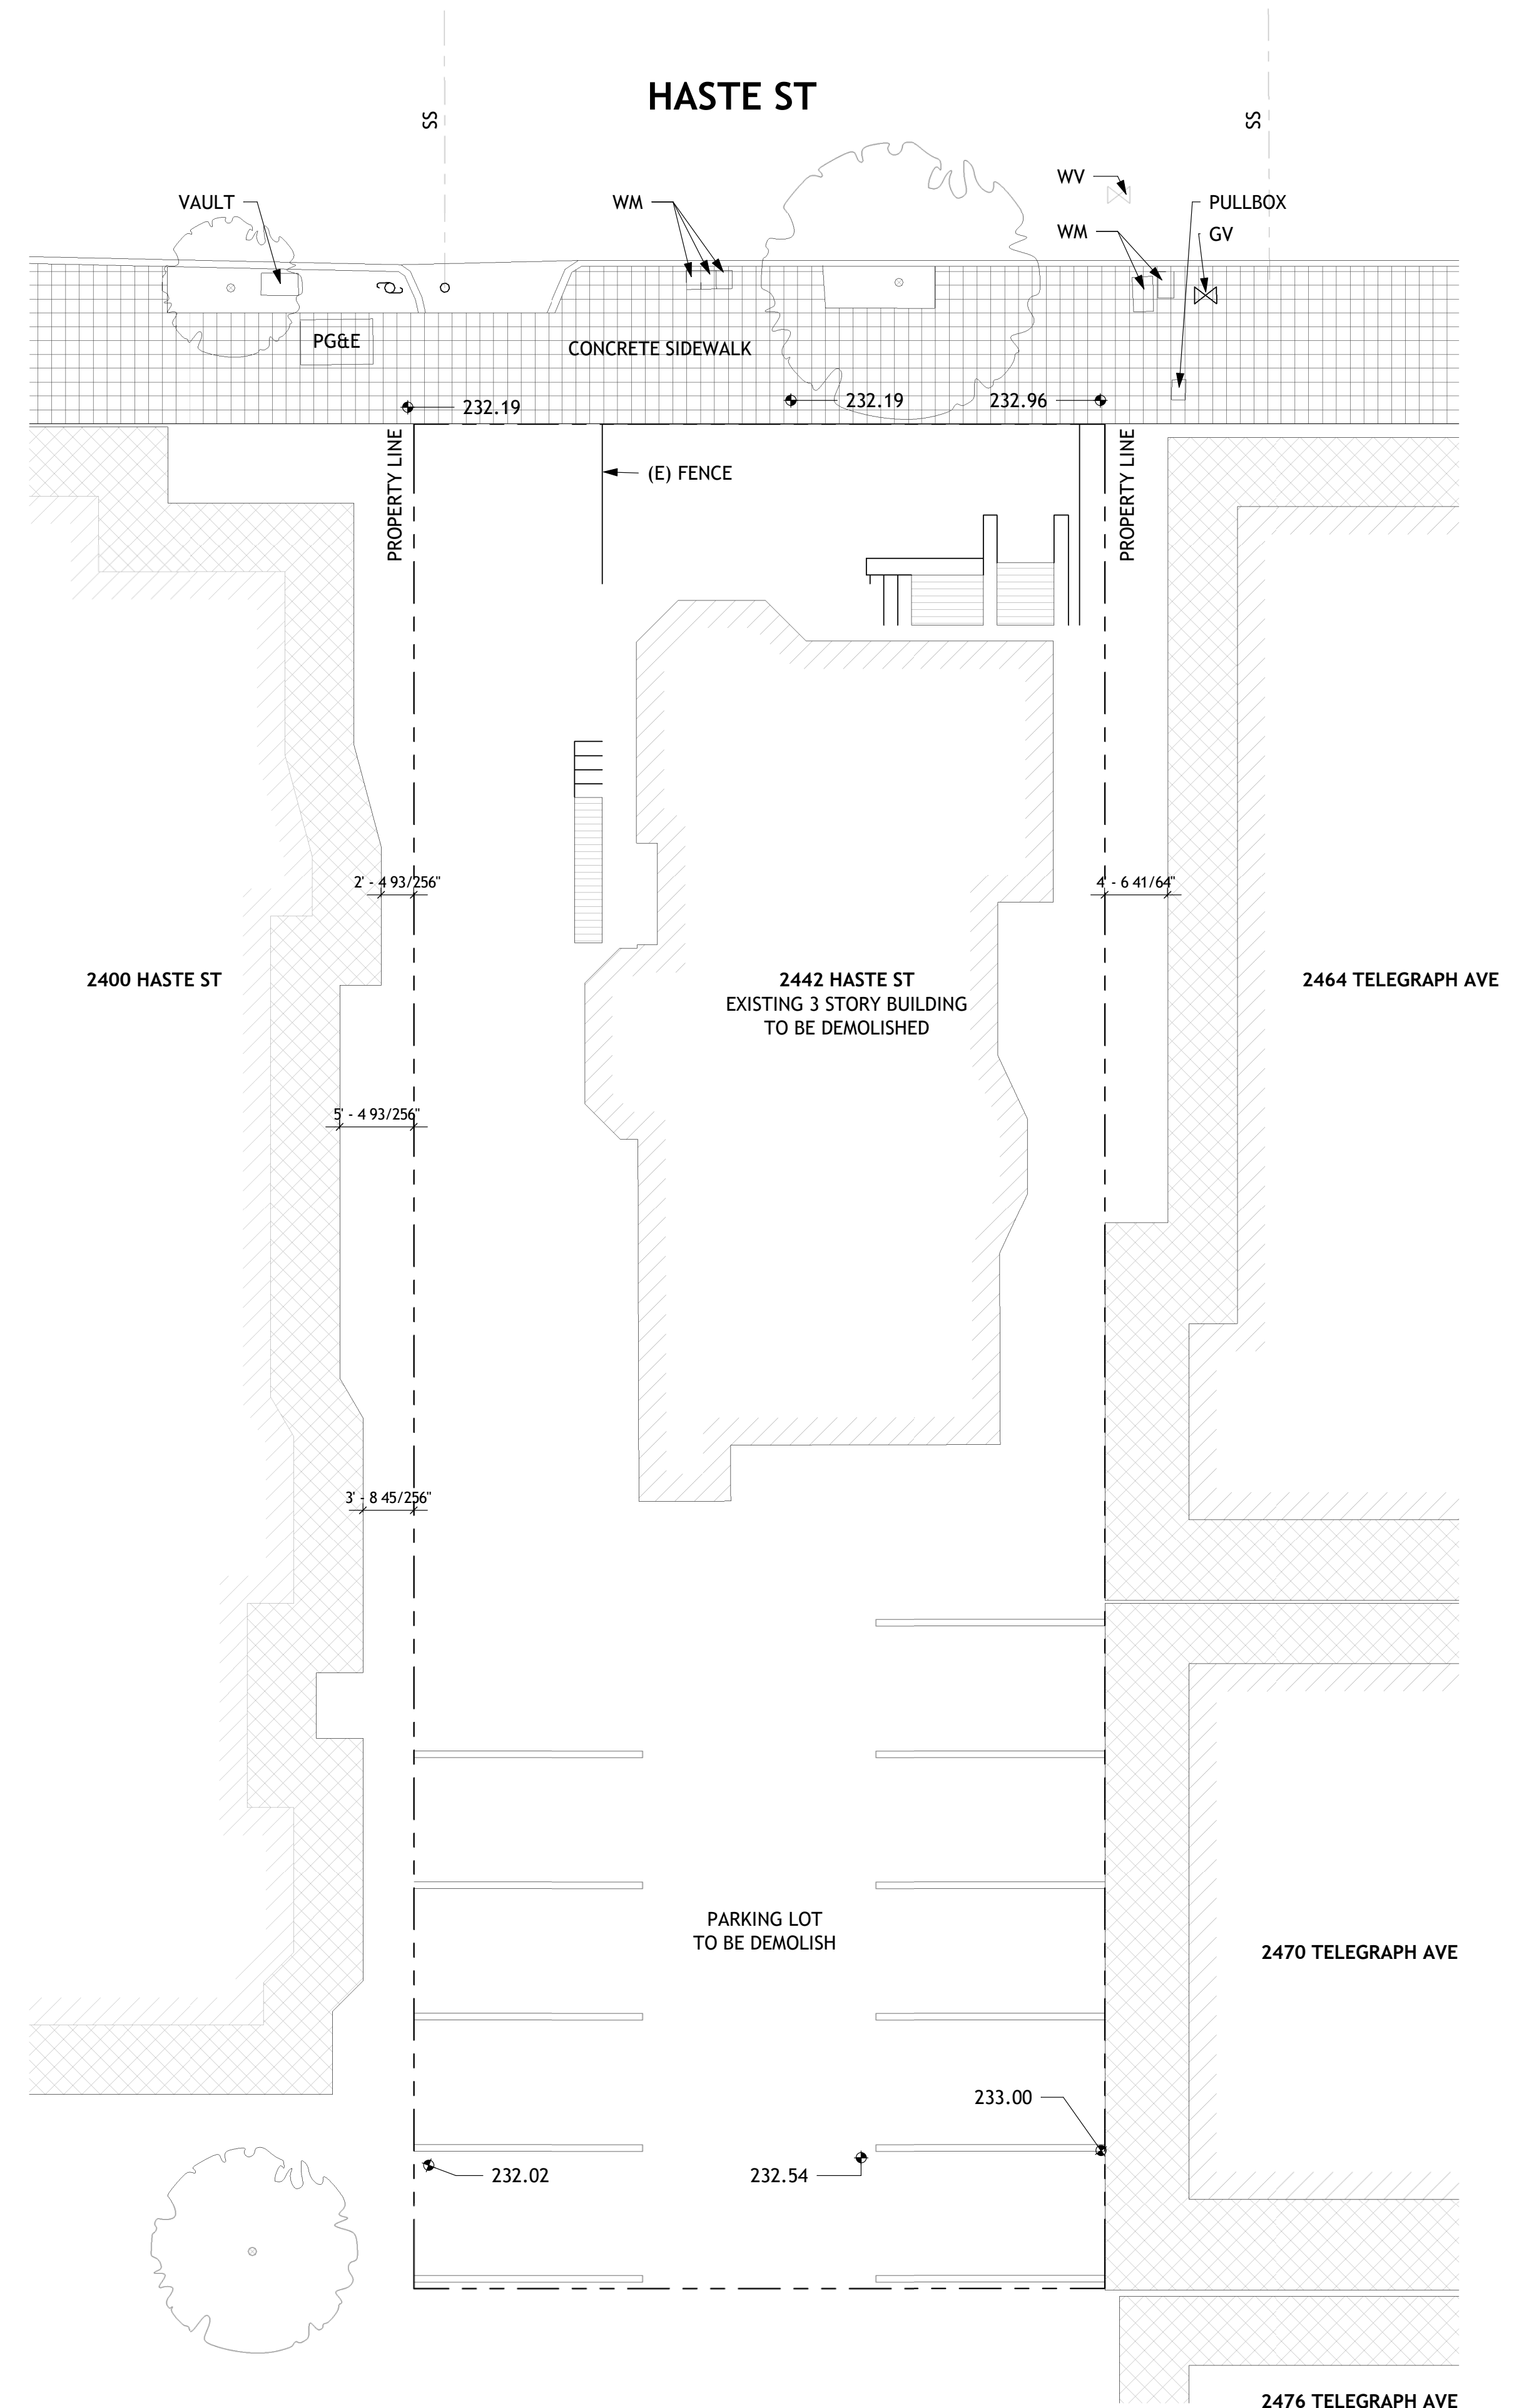 HASTE ST
SS
SS
VAULT
WM
WV
WM
PULLBOX
GV
PG&E
CONCRETE SIDEWALK
232.19
232.19
232.96
PROPERTY LINE
(E) FENCE
PROPERTY LINE
2' - 4 93/256"
4' - 6 41/64"
2400 HASTE ST
2442 HASTE ST
EXISTING 3 STORY BUILDING
TO BE DEMOLISHED
2464 TELEGRAPH AVE
5' - 4 93/256"
3' - 8 45/256"
PARKING LOT
TO BE DEMOLISH
2470 TELEGRAPH AVE
233.00
232.02
232.54
2476 TELEGRAPH AVE